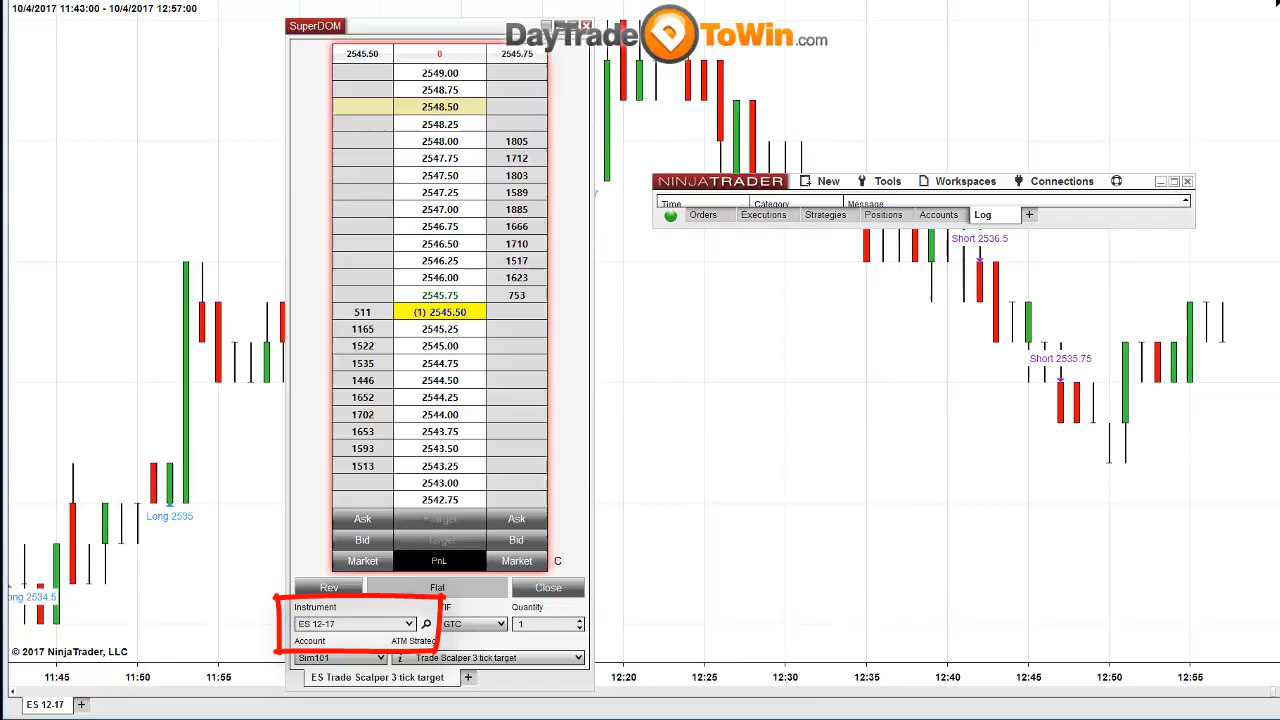 10/4/2017 11:43:00 AM - 10/4/2017 12:57:00 PM
SuperDOM
DayTradeToWin.com
2545.50 0 2545.75
2549.00
2548.75
2548.50
2548.25
2548.00 1805
2547.75 1712
2547.50 1803
2547.25 1589
2547.00 1885
2546.75 1666
2546.50 1710
2546.25 1517
2546.00 1623
2545.75 753
511 (1) 2545.50
1165 2545.25
1522 2545.00
1535 2544.75
1446 2544.50
1652 2544.25
1702 2544.00
1653 2543.75
1593 2543.50
1513 2543.25
2543.00
2542.75
Ask Ask
Bid Target Bid
Market PnL Market C
Rev Flat Close
Instrument Quantity
ES 12-17 GTC 1
Account ATM Strateg
Sim101 i Trade Scalper 3 tick target
ES Trade Scalper 3 tick target +
NINJATRADER New Tools Workspaces Connections
Time Category Message
Orders Executions Strategies Positions Accounts Log +
Short 2536.5
Short 2535.75
Long 2535
ong 2534.5
© 2017 NinjaTrader, LLC
11:45 11:50 11:55 12:20 12:25 12:30 12:35 12:40 12:45 12:50 12:55
ES 12-17 +